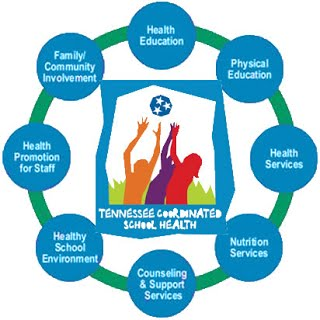 Health
Education
Physical
Education
Health
Services
Nutrition
Services
Counseling
& Support
Services
Healthy
School
Environment
Health
Promotion
for Staff
Family/
Community
Involvement
TENNESSEE COORDINATED
SCHOOL HEALTH